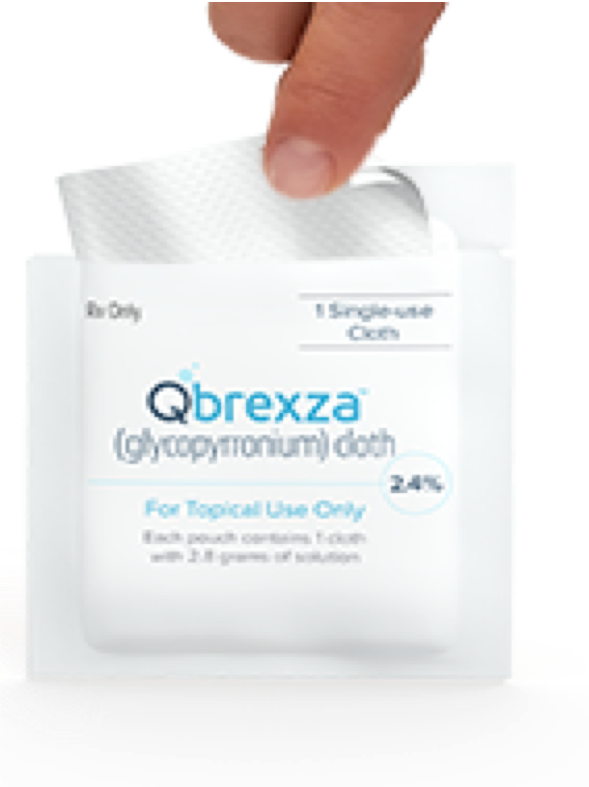 Rx Only
1 Single-use
Cloth
Qbrexza™
(glycopyrronium) cloth
2.4%
For Topical Use Only
Each pouch contains 1 cloth
with 2.8 grams of solution